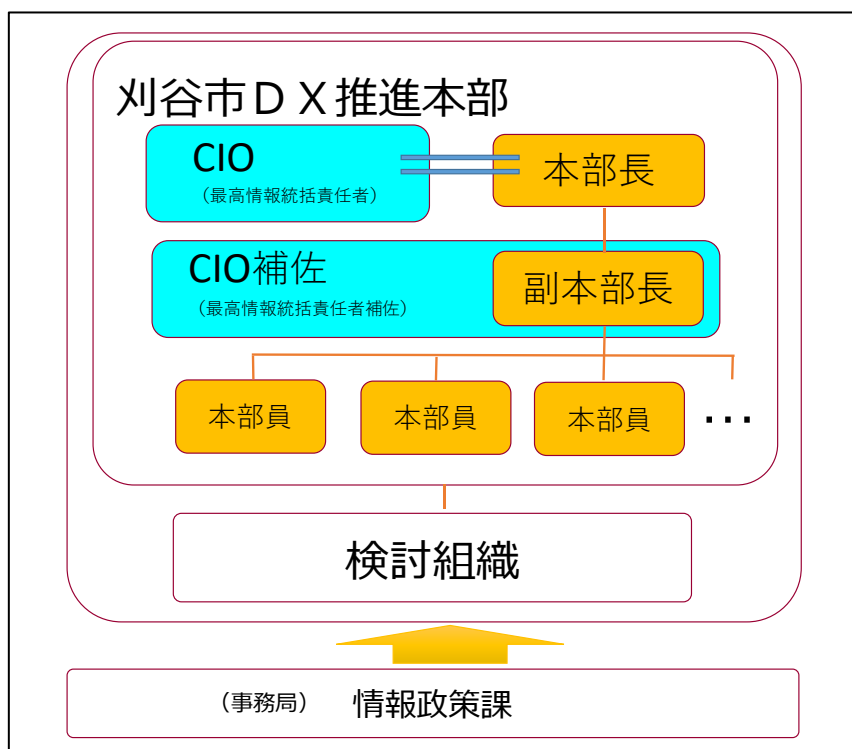 刈谷市ＤＸ推進本部
CIO
（最高情報統括責任者）
本部長
CIO補佐
（最高情報統括責任者補佐）
副本部長
本部員
本部員
本部員
…
検討組織
（事務局） 情報政策課